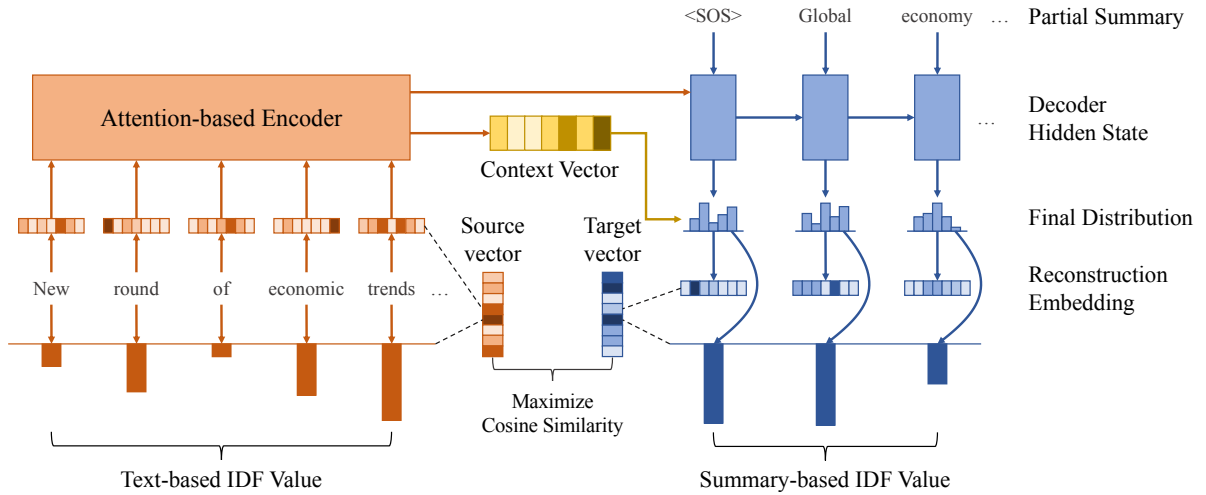 <SOS> Global economy … Partial Summary
Attention-based Encoder
Decoder
Hidden State
…
Context Vector
Final Distribution
Source
vector
Target
vector
Reconstruction
Embedding
New round of economic trends …
Maximize
Cosine Similarity
Text-based IDF Value
Summary-based IDF Value